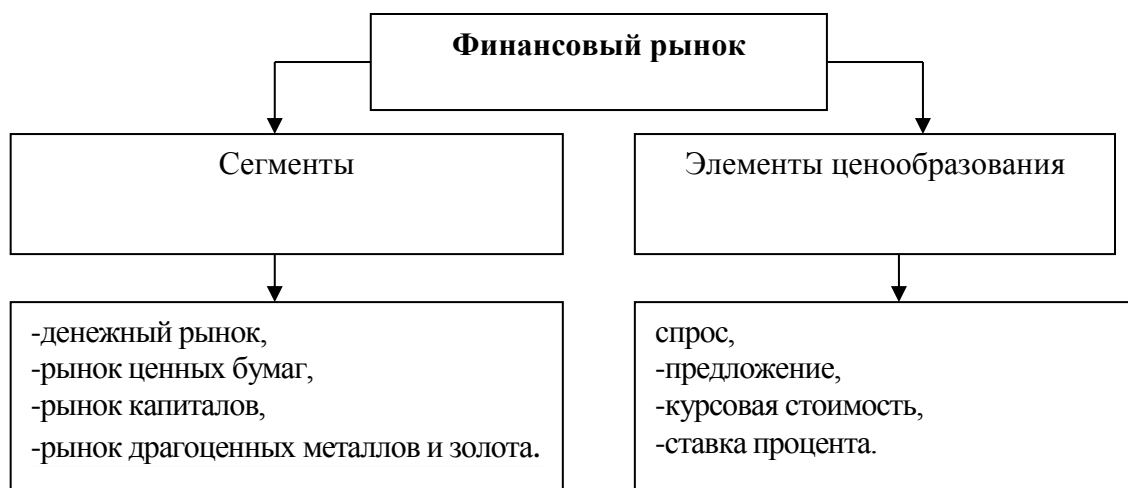 Финансовый рынок
Сегменты
Элементы ценообразования
-денежный рынок,
-рынок ценных бумаг,
-рынок капиталов,
-рынок драгоценных металлов и золота.
спрос,
-предложение,
-курсовая стоимость,
-ставка процента.